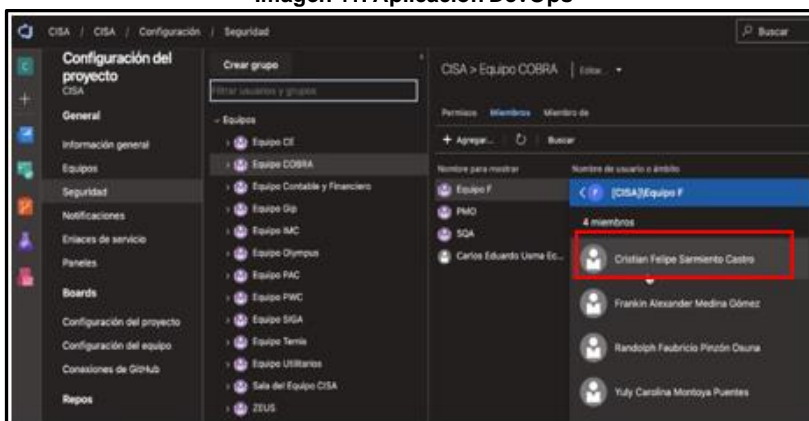 Imagen 11. Aplicación DevOps
CISA / CISA / Configuración / Seguridad
Buscar
Configuración del
proyecto
CISA
General
Información general
Equipos
Seguridad
Notificaciones
Enlaces de servicio
Paneles
Boards
Configuración del proyecto
Configuración del equipo
Conexiones de GitHub
Repos
Crear grupo
Filtrar usuarios y grupos
Equipos
Equipo CE
Equipo COBRA
Equipo Contable y Financiero
Equipo Gip
Equipo IMC
Equipo Olympus
Equipo PAC
Equipo PWC
Equipo SIGA
Equipo Temis
Equipo Utilitarios
Sala del Equipo CISA
ZEUS
CISA > Equipo COBRA
Permisos Miembros Miembro de
+ Agregar... Buscar
Nombre para mostrar
Equipo F
PMO
SQA
Carlos Eduardo Usma Ec...
Nombre de usuario o ámbito
[CISA]\Equipo F
4 miembros
Cristian Felipe Sarmiento Castro
Frankin Alexander Medina Gómez
Randolph Faubricio Pinzón Osuna
Yuly Carolina Montoya Puentes